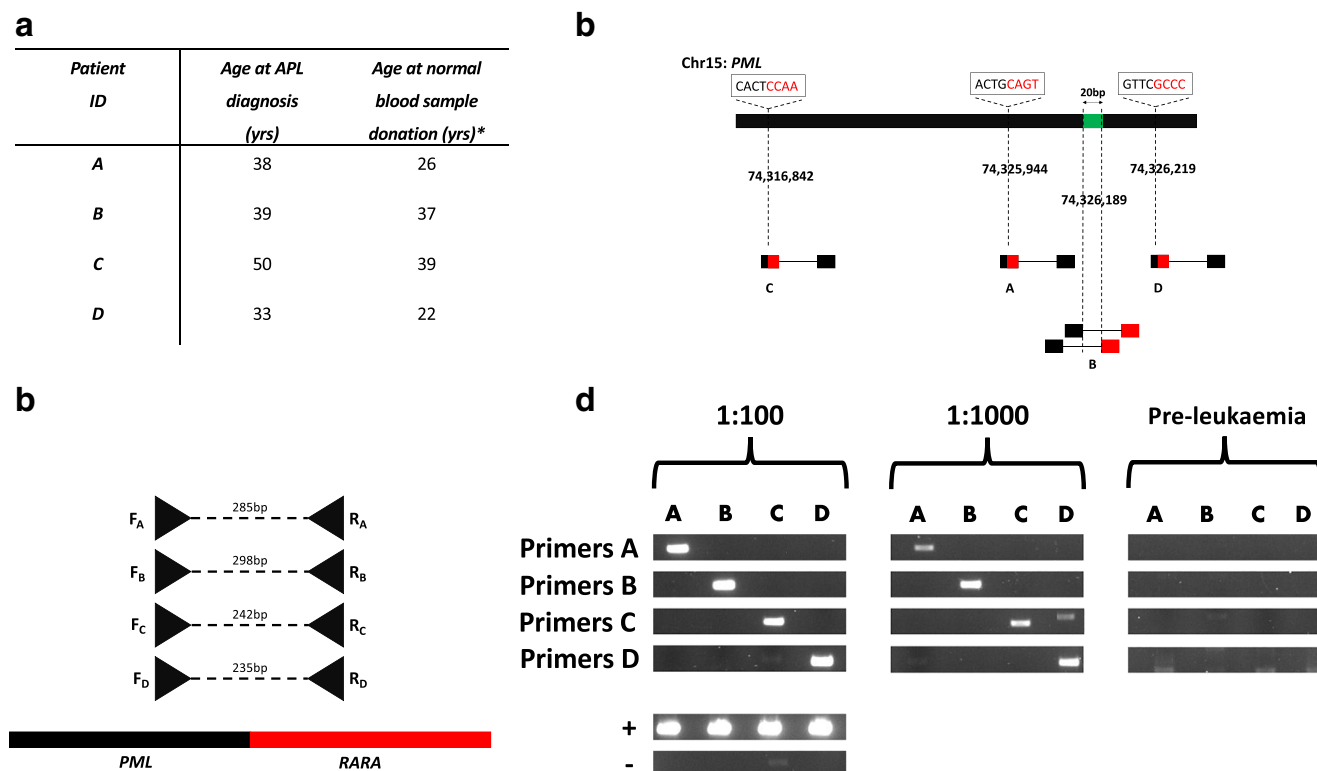 a
Patient ID
Age at APL diagnosis (yrs)
Age at normal blood sample donation (yrs)*
A 38 26
B 39 37
C 50 39
D 33 22
b
Chr15: PML
CACTCCAA
ACTGCAGT
GTTCGCCC
20bp
74,316,842
74,325,944
74,326,219
74,326,189
C
A
D
B
b
FA 285bp RA
FB 298bp RB
FC 242bp RC
FD 235bp RD
PML RARA
d
1:100 1:1000 Pre-leukaemia
A B C D A B C D A B C D
Primers A
Primers B
Primers C
Primers D
+
-